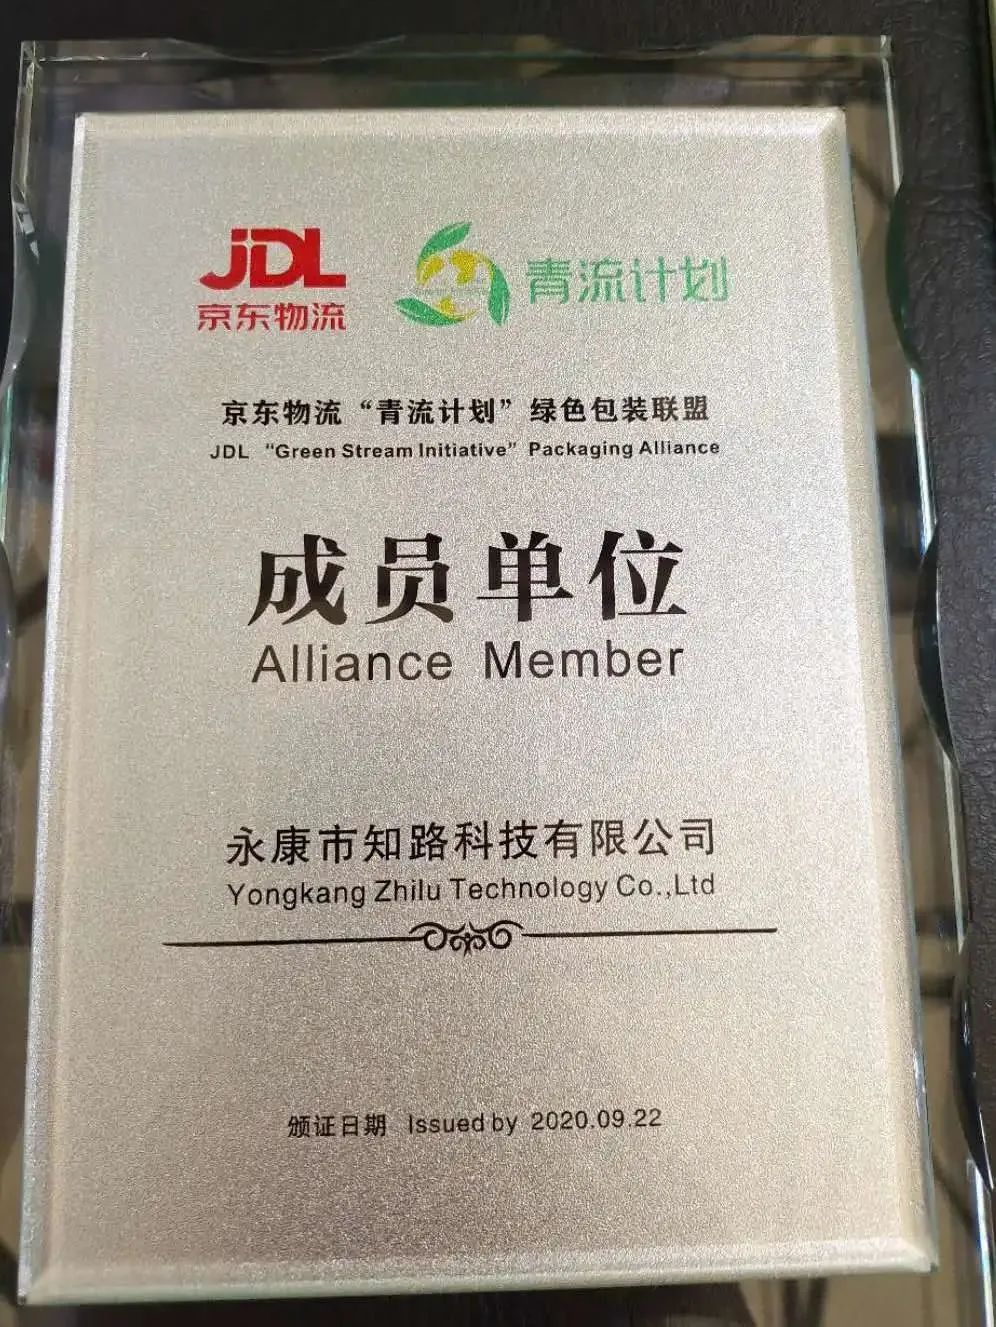 JDL 青流计划
京东物流
京东物流“青流计划”绿色包装联盟
JDL “Green Stream Initiative” Packaging Alliance
成员单位
Alliance Member
永康市知路科技有限公司
Yongkang Zhilu Technology Co.,Ltd
颁证日期 Issued by 2020.09.22